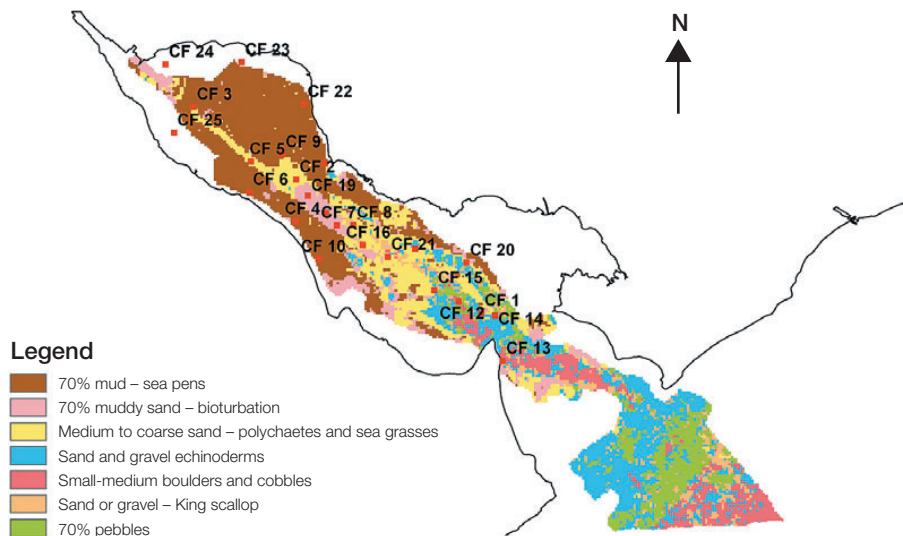 N
CF 24
CF 23
CF 3
CF 22
CF 25
CF 9
CF 5
CF 2
CF 6
CF 19
CF 4
CF 7
CF 8
CF 16
CF 10
CF 21
CF 20
CF 15
CF 1
CF 12
CF 14
CF 13
Legend
70% mud – sea pens
70% muddy sand – bioturbation
Medium to coarse sand – polychaetes and sea grasses
Sand and gravel echinoderms
Small-medium boulders and cobbles
Sand or gravel – King scallop
70% pebbles